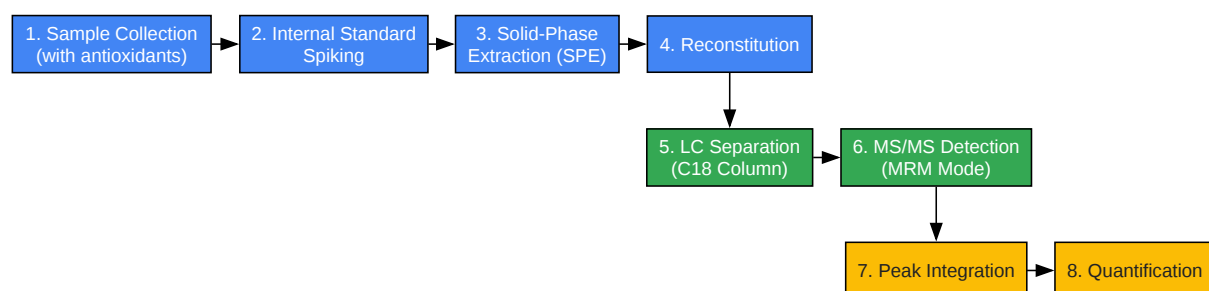 1. Sample Collection
(with antioxidants)
2. Internal Standard
Spiking
3. Solid-Phase
Extraction (SPE)
4. Reconstitution
5. LC Separation
(C18 Column)
6. MS/MS Detection
(MRM Mode)
7. Peak Integration
8. Quantification